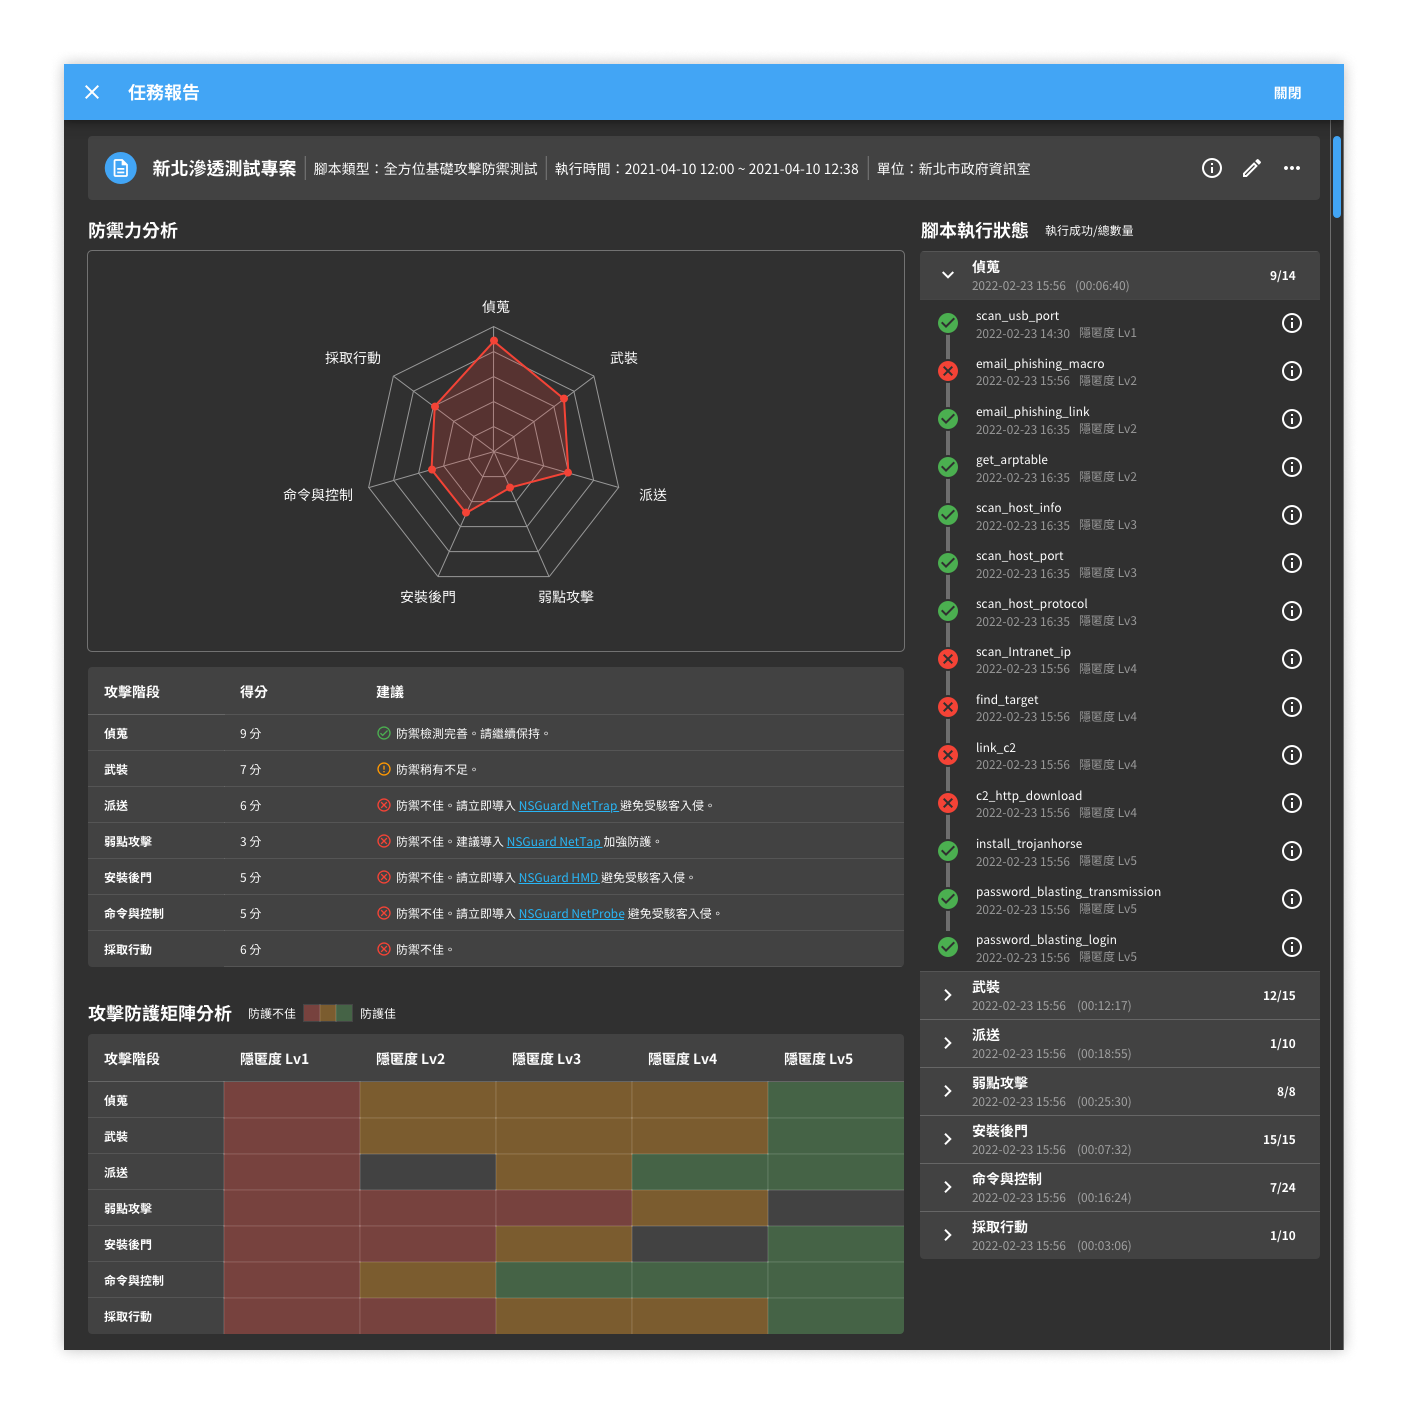 任務報告
關閉
新北滲透測試專案 腳本類型：全方位基礎攻擊防禦測試 執行時間：2021-04-10 12:00 ~ 2021-04-10 12:38 單位：新北市政府資訊室
防禦力分析
偵蒐
武裝
派送
弱點攻擊
安裝後門
命令與控制
採取行動
攻擊階段 得分 建議
偵蒐 9 分 防禦檢測完善。請繼續保持。
武裝 7 分 防禦稍有不足。
派送 6 分 防禦不佳。請立即導入 NSGuard NetTrap 避免受駭客入侵。
弱點攻擊 3 分 防禦不佳。建議導入 NSGuard NetTap 加強防護。
安裝後門 5 分 防禦不佳。請立即導入 NSGuard HMD 避免受駭客入侵。
命令與控制 5 分 防禦不佳。請立即導入 NSGuard NetProbe 避免受駭客入侵。
採取行動 6 分 防禦不佳。
攻擊防護矩陣分析 防護不佳 防護佳
攻擊階段 隱匿度 Lv1 隱匿度 Lv2 隱匿度 Lv3 隱匿度 Lv4 隱匿度 Lv5
偵蒐
武裝
派送
弱點攻擊
安裝後門
命令與控制
採取行動
腳本執行狀態 執行成功/總數量
偵蒐
2022-02-23 15:56 (00:06:40)
9/14
scan_usb_port
2022-02-23 14:30 隱匿度 Lv1
email_phishing_macro
2022-02-23 15:56 隱匿度 Lv2
email_phishing_link
2022-02-23 16:35 隱匿度 Lv2
get_arptable
2022-02-23 16:35 隱匿度 Lv2
scan_host_info
2022-02-23 16:35 隱匿度 Lv3
scan_host_port
2022-02-23 16:35 隱匿度 Lv3
scan_host_protocol
2022-02-23 16:35 隱匿度 Lv3
scan_Intranet_ip
2022-02-23 15:56 隱匿度 Lv4
find_target
2022-02-23 15:56 隱匿度 Lv4
link_c2
2022-02-23 15:56 隱匿度 Lv4
c2_http_download
2022-02-23 15:56 隱匿度 Lv4
install_trojanhorse
2022-02-23 15:56 隱匿度 Lv5
password_blasting_transmission
2022-02-23 15:56 隱匿度 Lv5
password_blasting_login
2022-02-23 15:56 隱匿度 Lv5
武裝
2022-02-23 15:56 (00:12:17)
12/15
派送
2022-02-23 15:56 (00:18:55)
1/10
弱點攻擊
2022-02-23 15:56 (00:25:30)
8/8
安裝後門
2022-02-23 15:56 (00:07:32)
15/15
命令與控制
2022-02-23 15:56 (00:16:24)
7/24
採取行動
2022-02-23 15:56 (00:03:06)
1/10